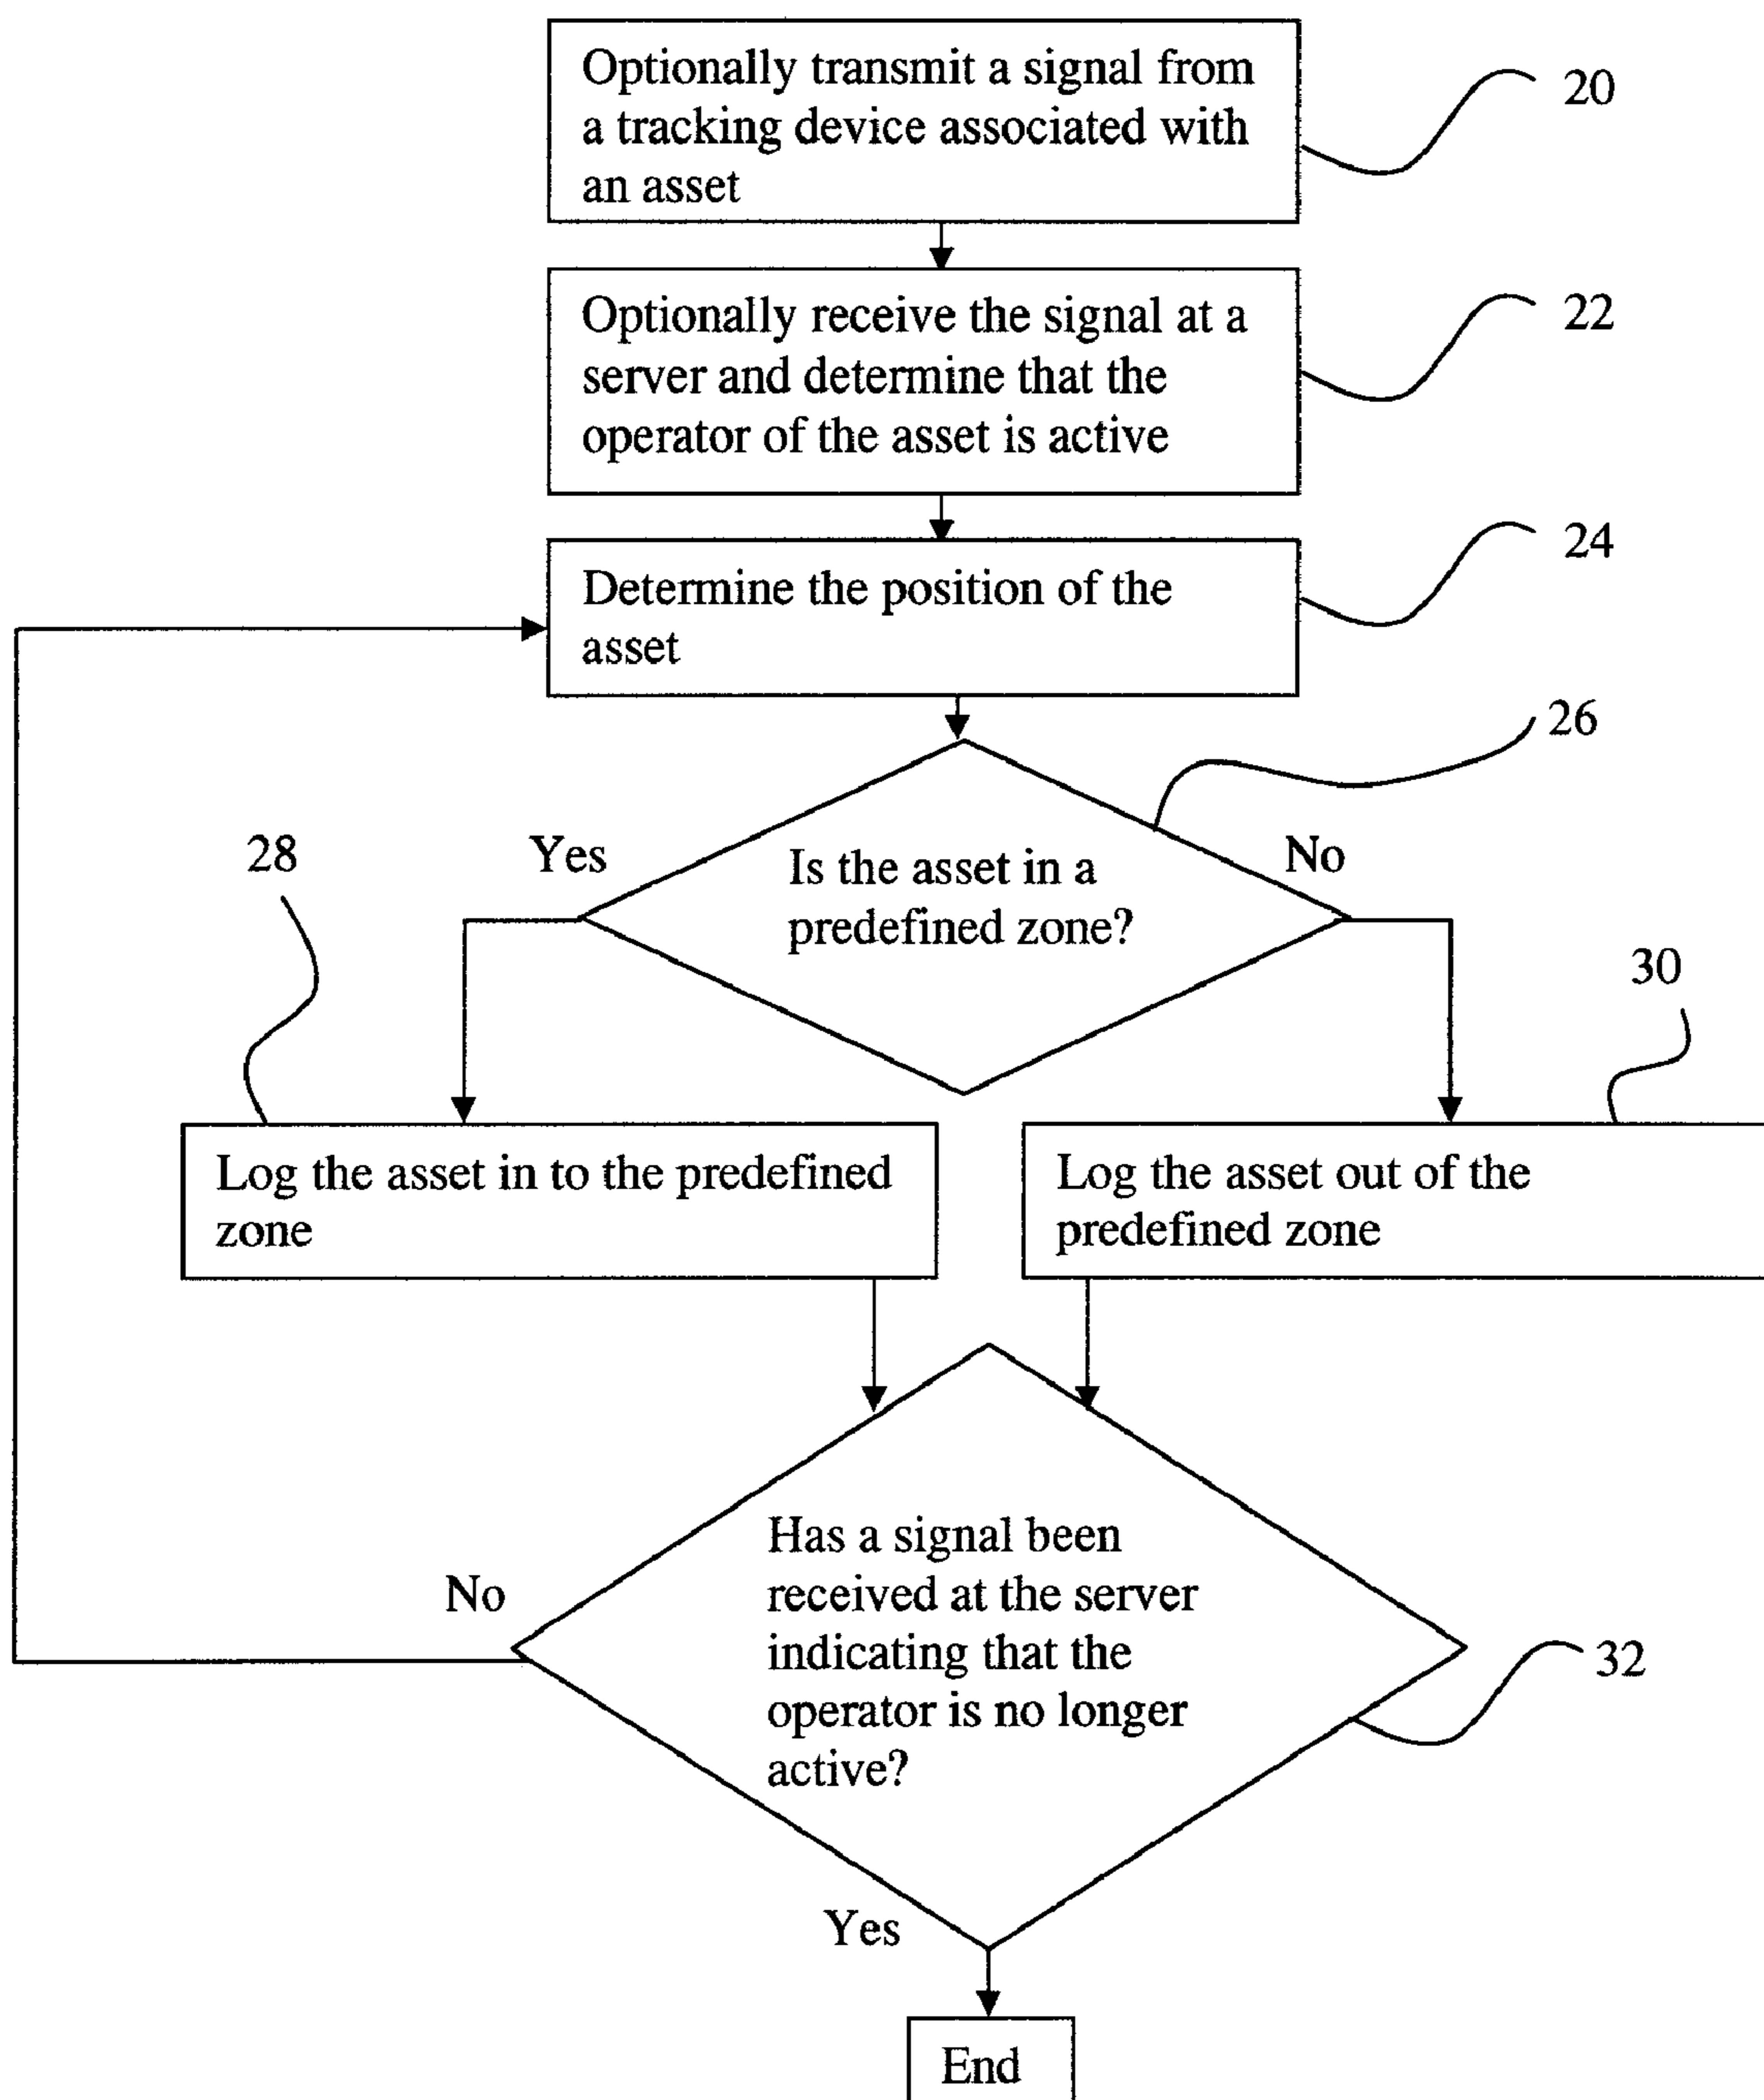 Optionally transmit a signal from
a tracking device associated with
an asset
20
Optionally receive the signal at a
server and determine that the
operator of the asset is active
22
Determine the position of the
asset
24
26
Yes
Is the asset in a
predefined zone?
No
28
30
Log the asset in to the predefined
zone
Log the asset out of the
predefined zone
Has a signal been
received at the server
indicating that the
operator is no longer
active?
No
32
Yes
End